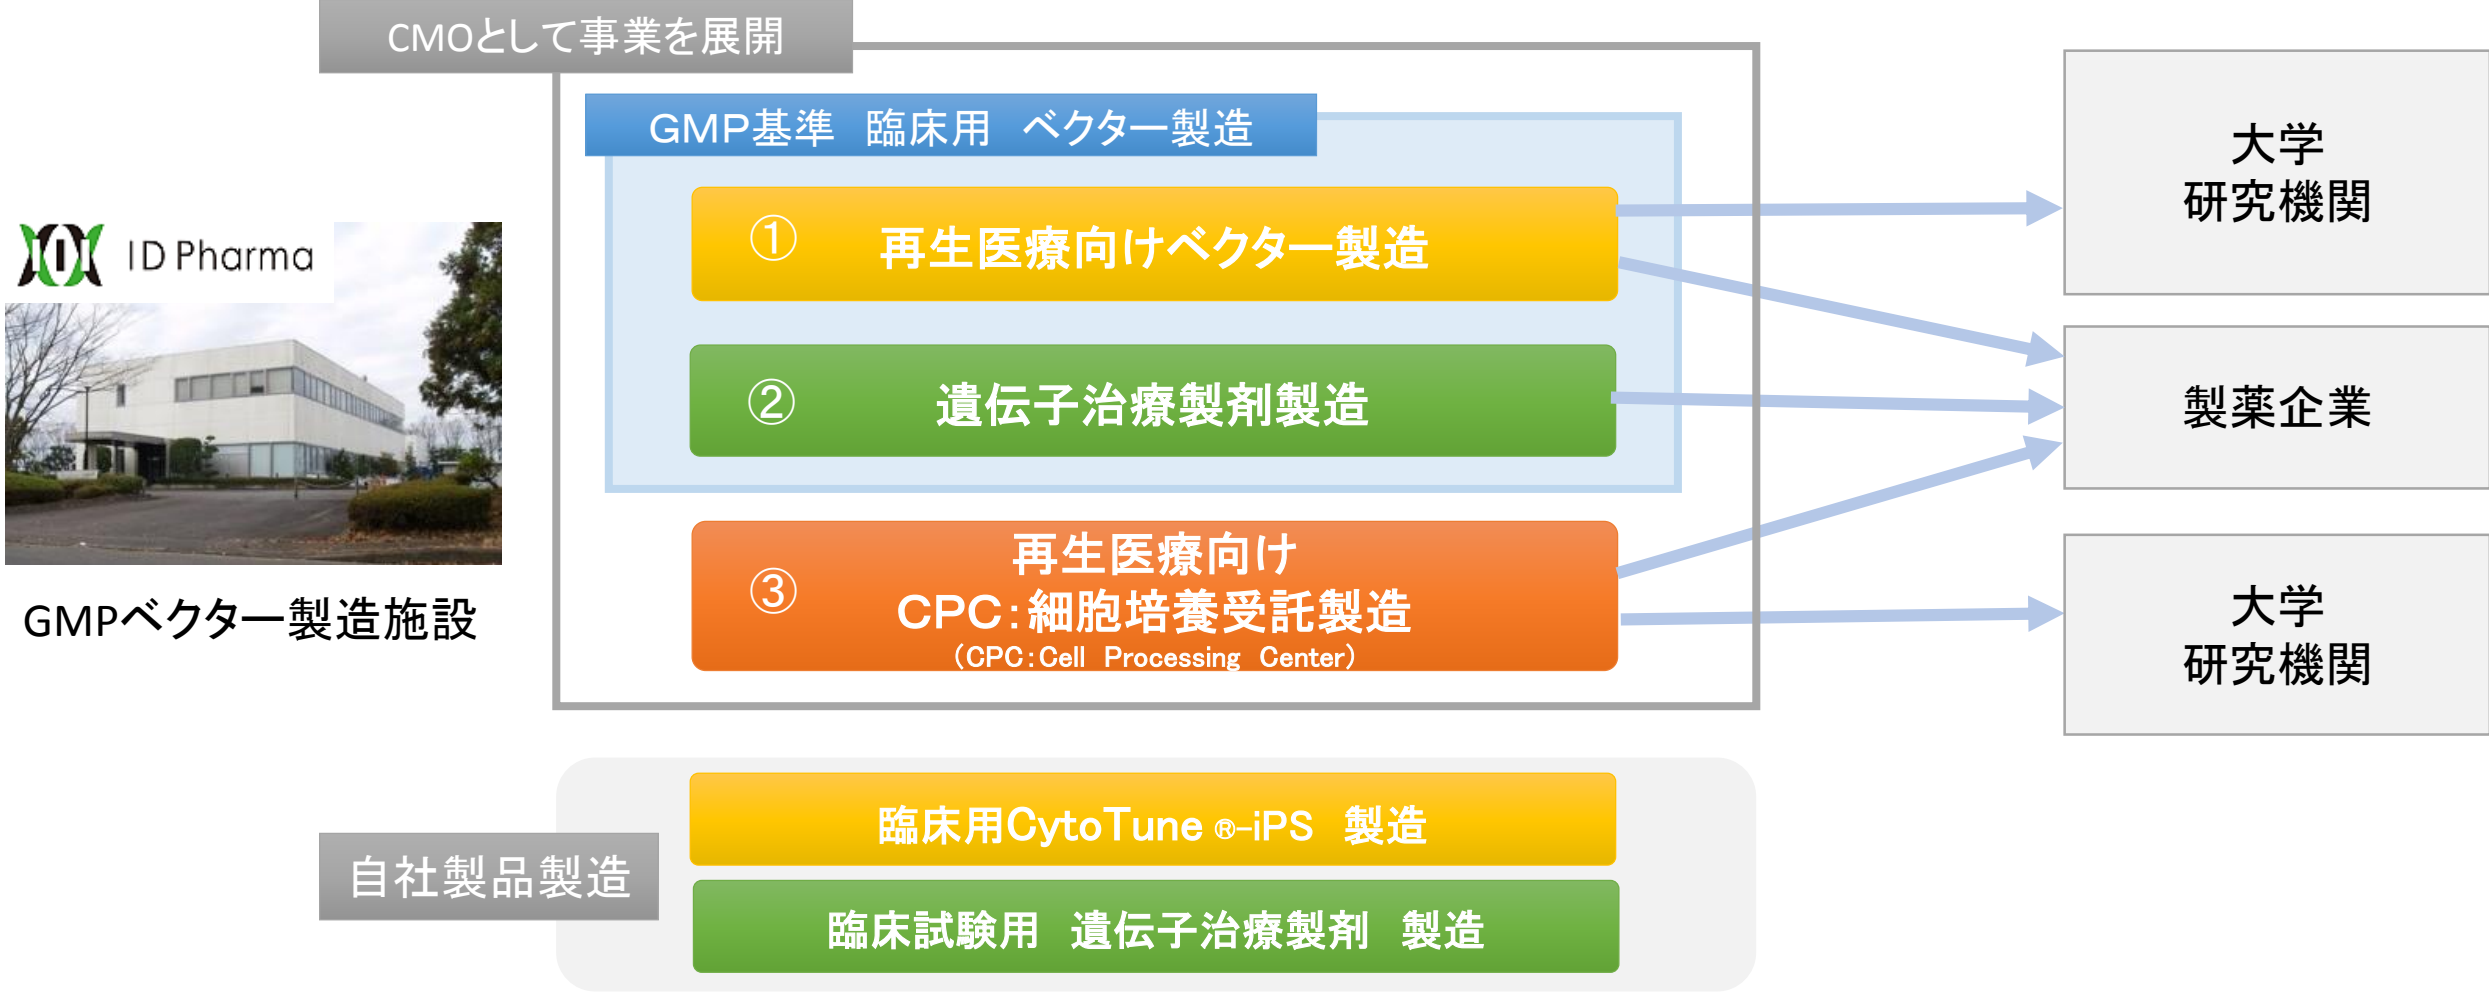 CMOとして事業を展開
GMP基準　臨床用　ベクター製造
①　再生医療向けベクター製造
②　遺伝子治療製剤製造
③　再生医療向け
CPC：細胞培養受託製造
（CPC：Cell　Processing　Center）
ID Pharma
GMPベクター製造施設
大学
研究機関
製薬企業
大学
研究機関
自社製品製造
臨床用CytoTune ®-iPS　製造
臨床試験用　遺伝子治療製剤　製造